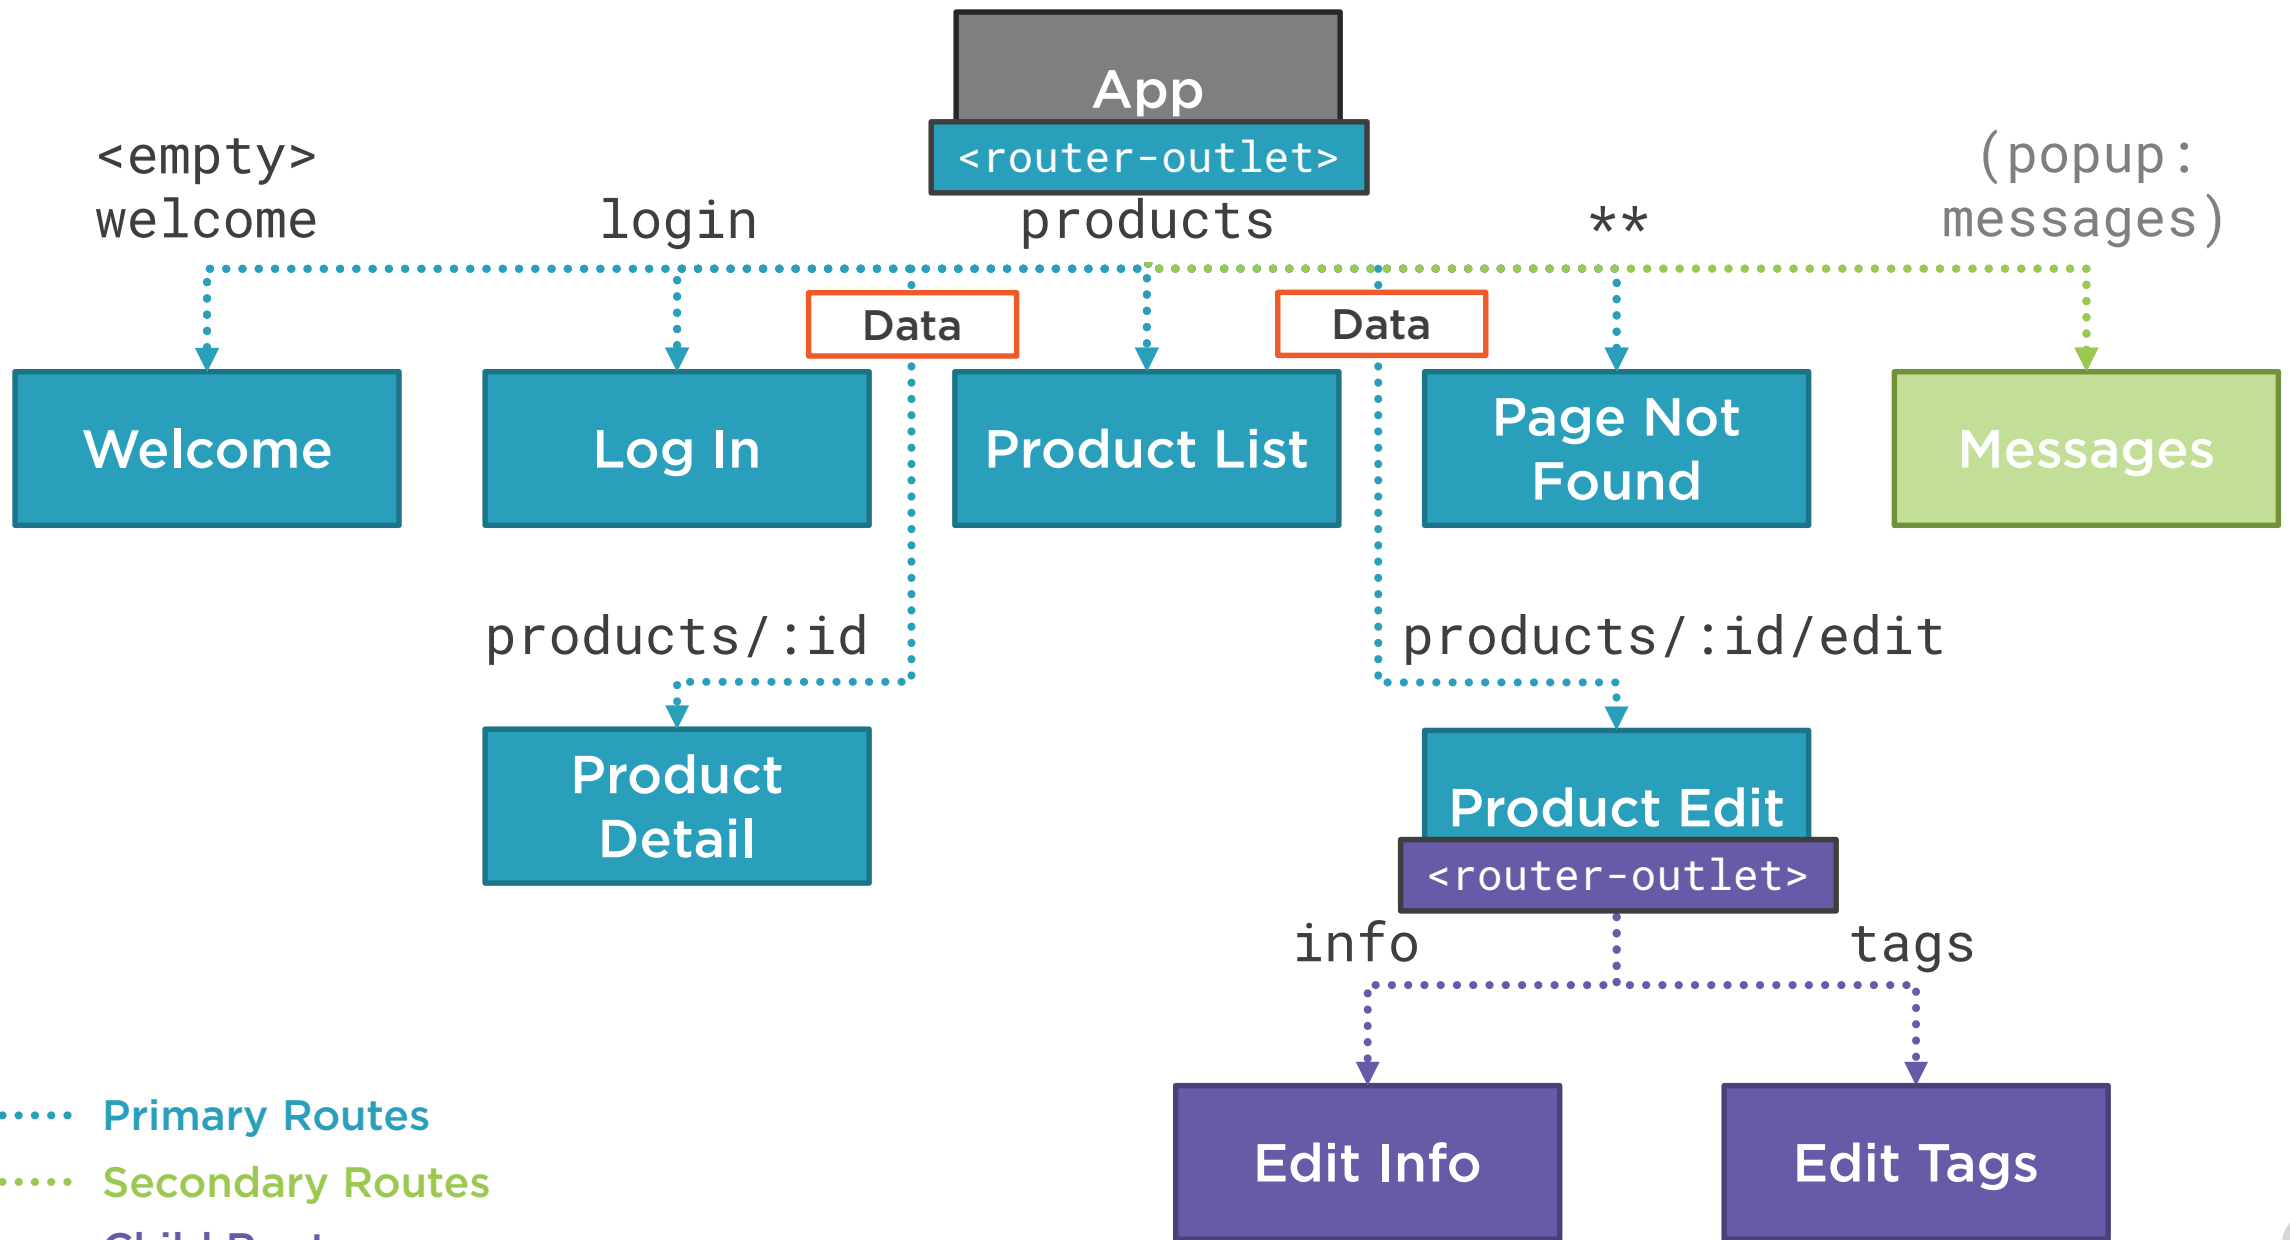 App
<router-outlet>
<empty>
welcome
login
products
**
(popup:
messages)
Data
Data
Welcome
Log In
Product List
Page Not
Found
Messages
products/:id
products/:id/edit
Product
Detail
Product Edit
<router-outlet>
info
tags
Edit Info
Edit Tags
Primary Routes
Secondary Routes